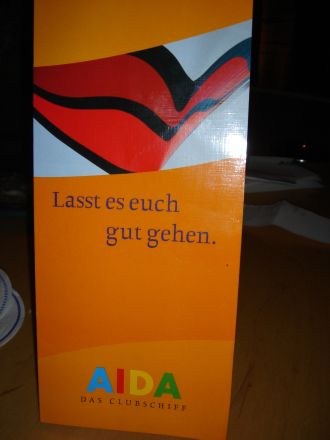 Lasst es euch
gut gehen.
AIDA
DAS CLUBSCHIFF